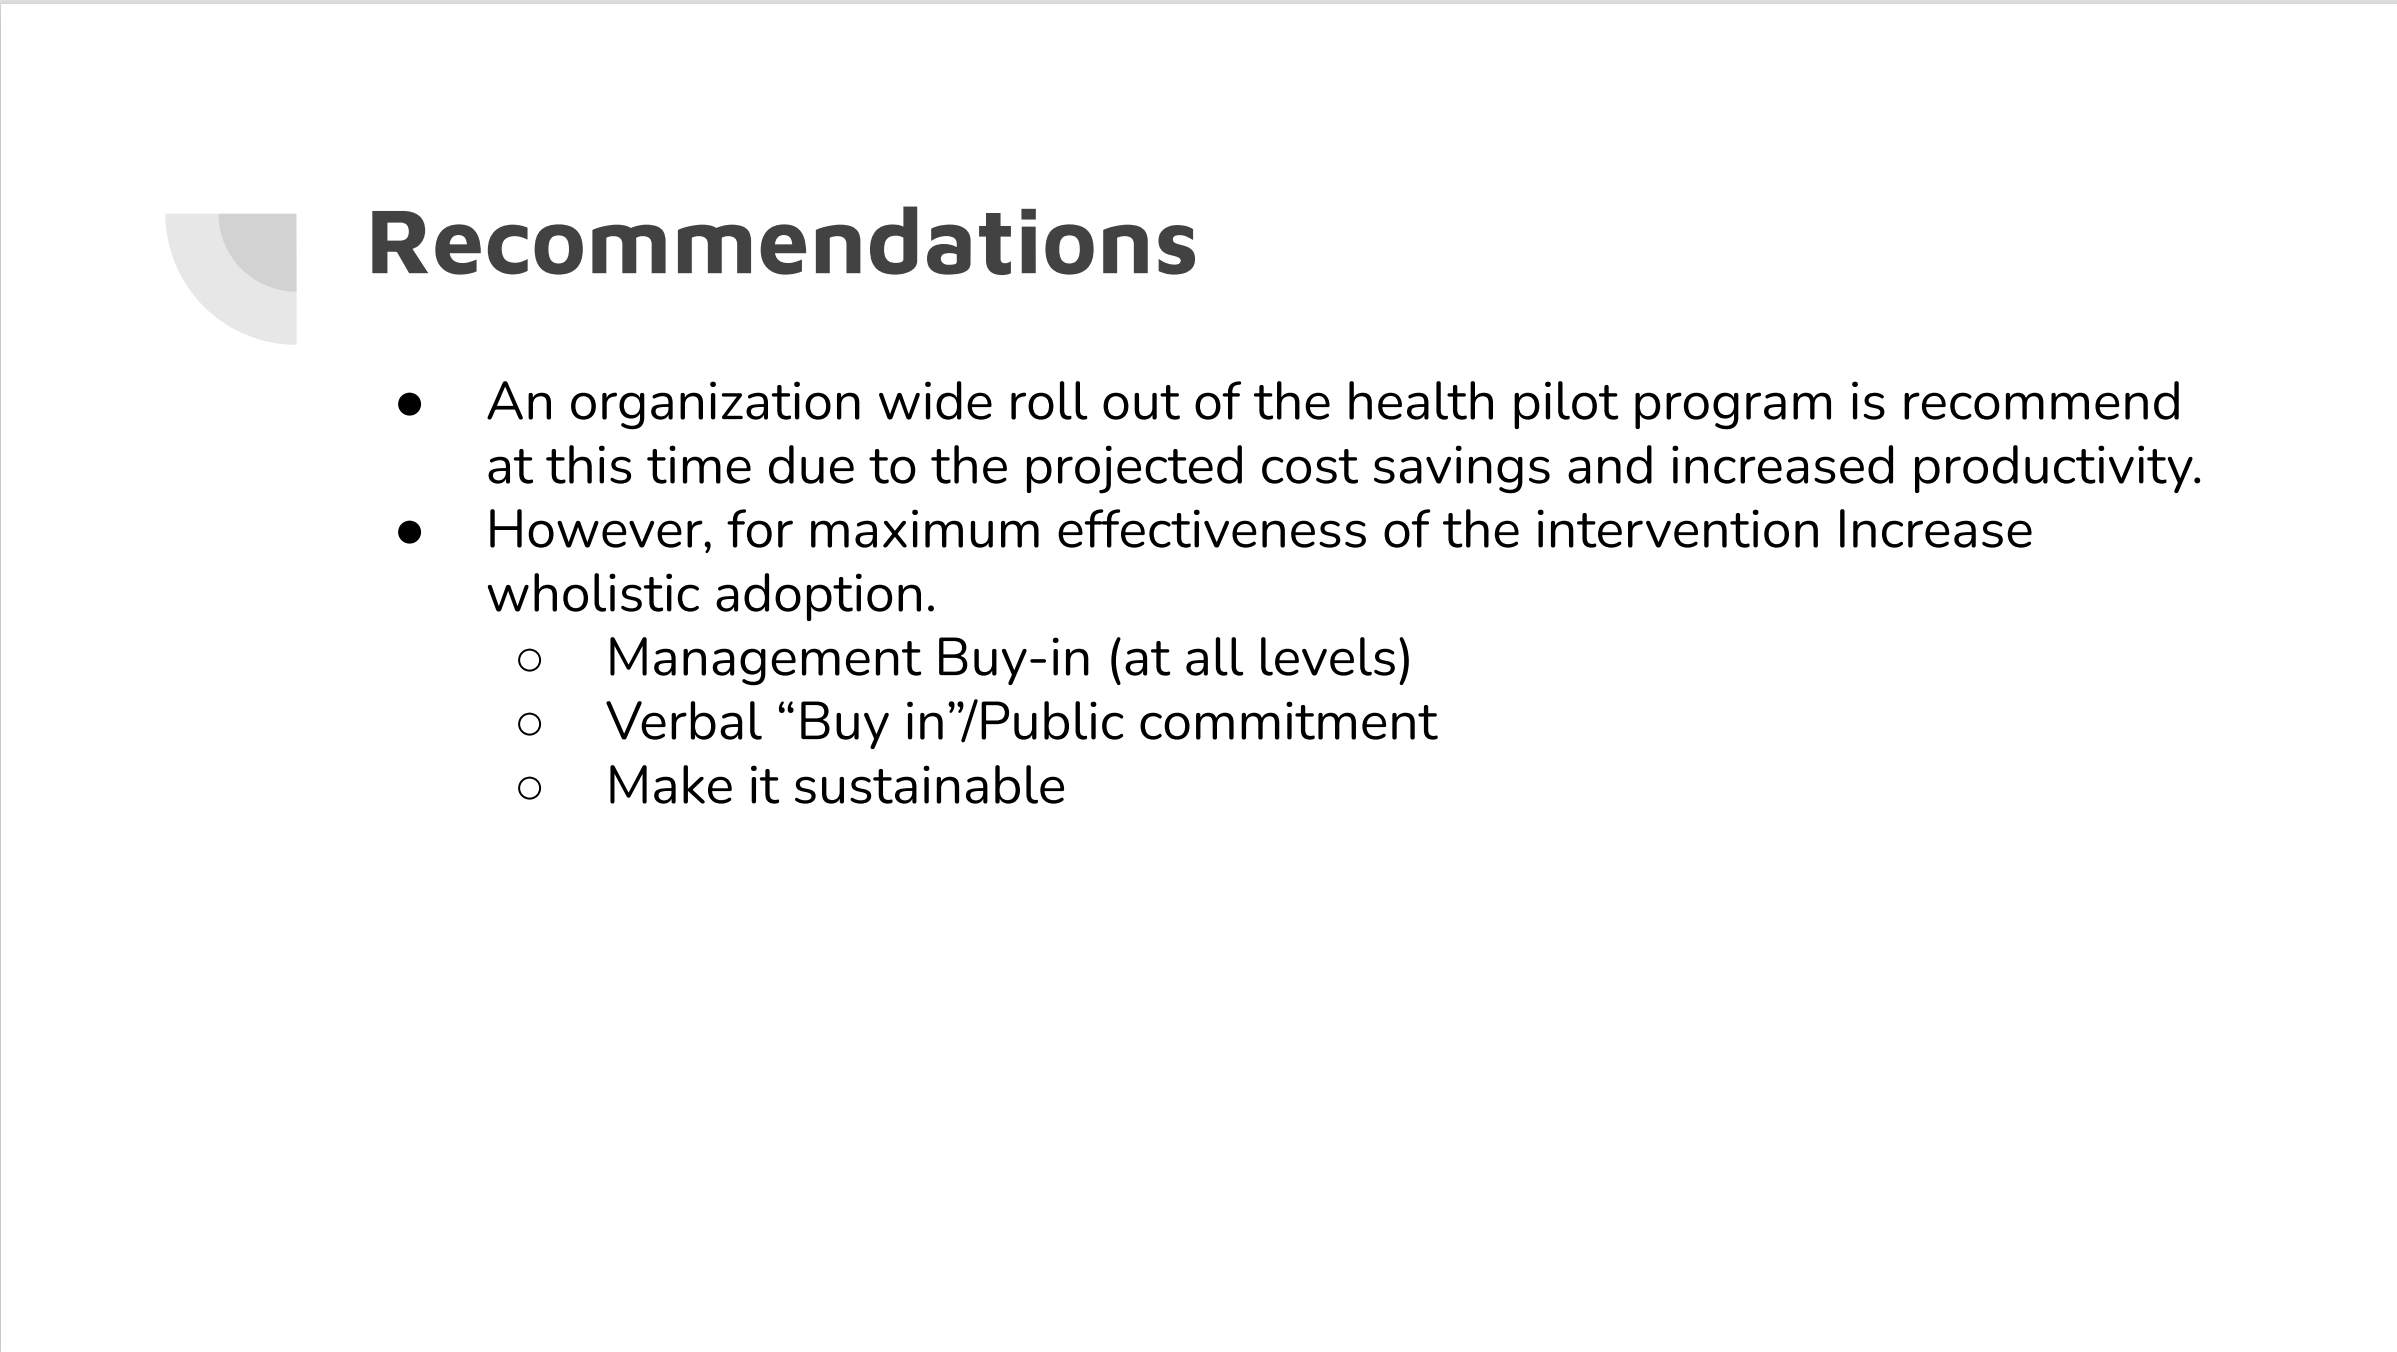 Recommendations
● An organization wide roll out of the health pilot program is recommend
at this time due to the projected cost savings and increased productivity.
● However, for maximum effectiveness of the intervention Increase
wholistic adoption.
○ Management Buy-in (at all levels)
○ Verbal “Buy in”/Public commitment
○ Make it sustainable